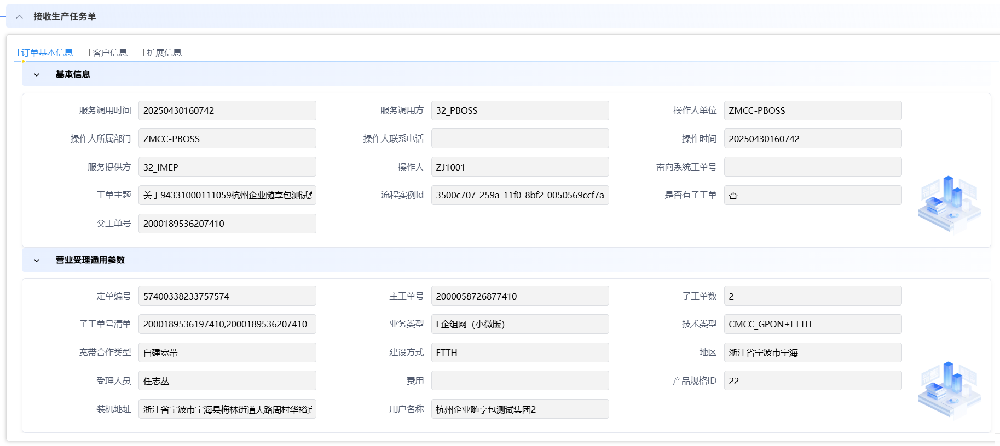 接收生产任务单
订单基本信息 客户信息 扩展信息
基本信息
服务调用时间 20250430160742 服务调用方 32_PBOSS 操作人单位 ZMCC-PBOSS
操作人所属部门 ZMCC-PBOSS 操作人联系电话 操作时间 20250430160742
服务提供方 32_IMEP 操作人 ZJ1001 南向系统工单号
工单主题 关于94331000111059杭州企业随享包测试 流程实例Id 3500c707-259a-11f0-8bf2-0050569ccf7a 是否有子工单 否
父工单号 2000189536207410
营业受理通用参数
定单编号 57400338233757574 主工单号 2000058726877410 子工单数 2
子工单号清单 2000189536197410,2000189536207410 业务类型 E企组网（小微版） 技术类型 CMCC_GPON+FTTH
宽带合作类型 自建宽带 建设方式 FTTH 地区 浙江省宁波市宁海
受理人员 任志丛 费用 产品规格ID 22
装机地址 浙江省宁波市宁海县梅林街道大路周村华裕 用户名称 杭州企业随享包测试集团2